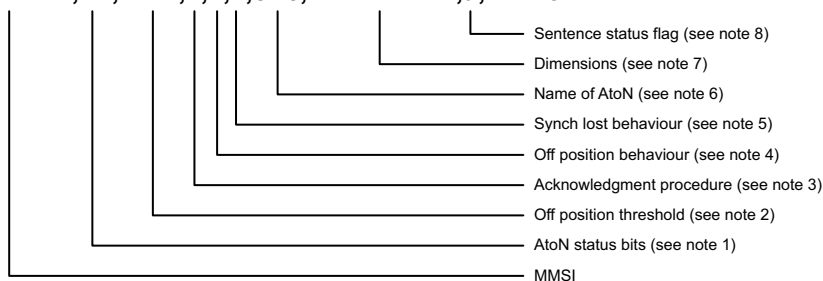 Sentence status flag (see note 8)
Dimensions (see note 7)
Name of AtoN (see note 6)
Synch lost behaviour (see note 5)
Off position behaviour (see note 4)
Acknowledgment procedure (see note 3)
Off position threshold (see note 2)
AtoN status bits (see note 1)
MMSI